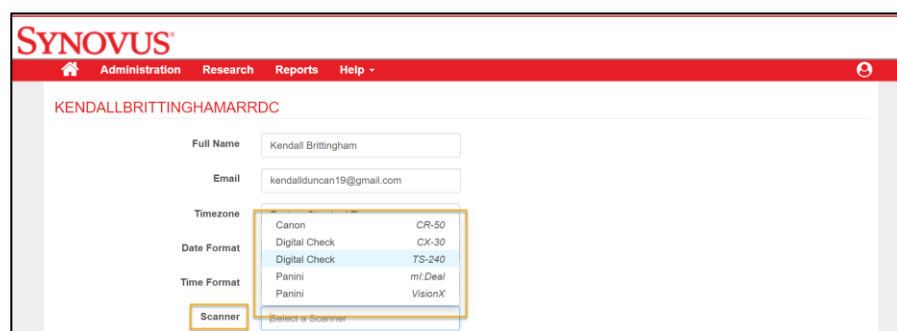 SYNOVUS®
Administration Research Reports Help
KENDALLBRITTINGHAMARRDC
Full Name Kendall Brittingham
Email kendallduncan19@gmail.com
Timezone
Canon CR-50
Date Format Digital Check CX-30
Digital Check TS-240
Time Format Panini mI:Deal
Panini VisionX
Scanner Select a Scanner